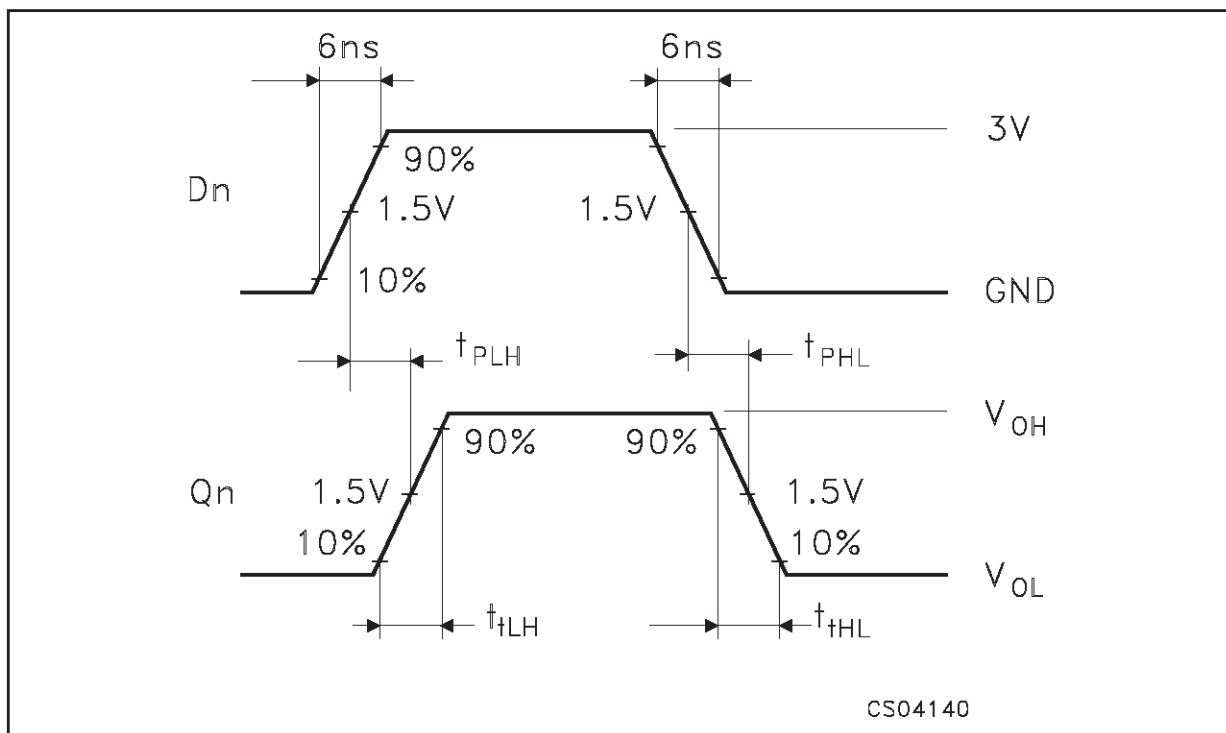 6ns 6ns
3V
90%
Dn 1.5V 1.5V
10%
GND
tPLH tPHL
VOH
90% 90%
Qn 1.5V 1.5V
10% 10%
VOL
ttLH ttHL
CS04140